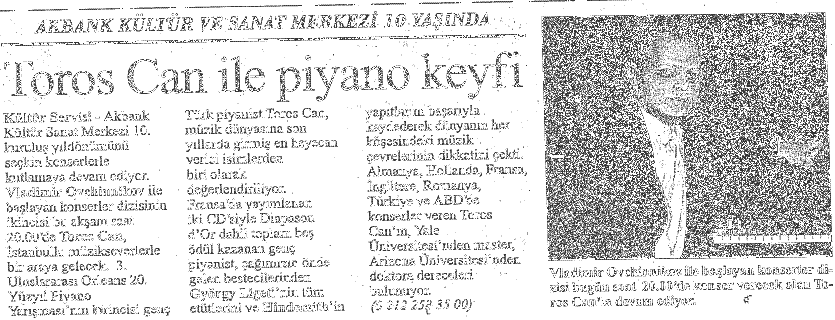 AKBANK KÜLTÜR VE SANAT MERKEZİ 10 YAŞINDA
Toros Can ile piyano keyfi
Kültür Servisi - Akbank
Kültür Sanat Merkezi 10.
kuruluş yıldönümünü
seçkin konserlerle
kutlamaya devam ediyor.
Vladimir Ovchinnikov ile
başlayan konserler dizisinin
ikincisi bu akşam saat
20.00'de Toros Can,
İstanbullu müzikseverlerle
bir araya gelecek. 3.
Uluslararası Orleans 20.
Yüzyıl Piyano
Yarışması'nın birincisi genç
Türk piyanist Toros Can,
müzik dünyasına son
yıllarda girmiş en heyecan
verici isimlerden
biri olarak
değerlendiriliyor.
Fransa'da yayımlanan
iki CD'siyle Diapason
d'Or dahil toplam beş
ödül kazanan genç
piyanist, çağımızın önde
gelen bestecilerinden
György Ligeti'nin tüm
etütlerini ve Hindemith'in
yapıtlarını başarıyla
kaydederek dünyanın her
köşesindeki müzik
çevrelerinin dikkatini çekti.
Almanya, Hollanda, Fransa,
İngiltere, Romanya,
Türkiye ve ABD'de
konserler veren Toros
Can'ın, Yale
Üniversitesi'nden master,
Arizona Üniversitesi'nden
doktora dereceleri
bulunuyor.
(0 212 252 35 00)
Vladimir Ovchinnikov ile başlayan konserler di-
zisi bugün saat 20.00'de konser verecek olan To-
ros Can'la devam ediyor.